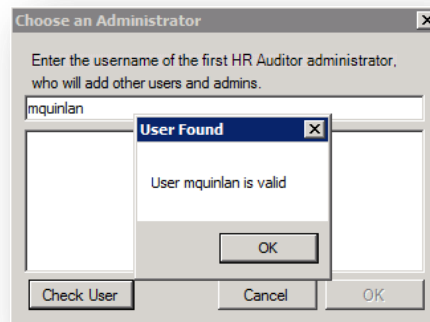 Choose an Administrator
Enter the username of the first HR Auditor administrator,
who will add other users and admins.
mquinlan
User Found
User mquinlan is valid
OK
Check User
Cancel
OK